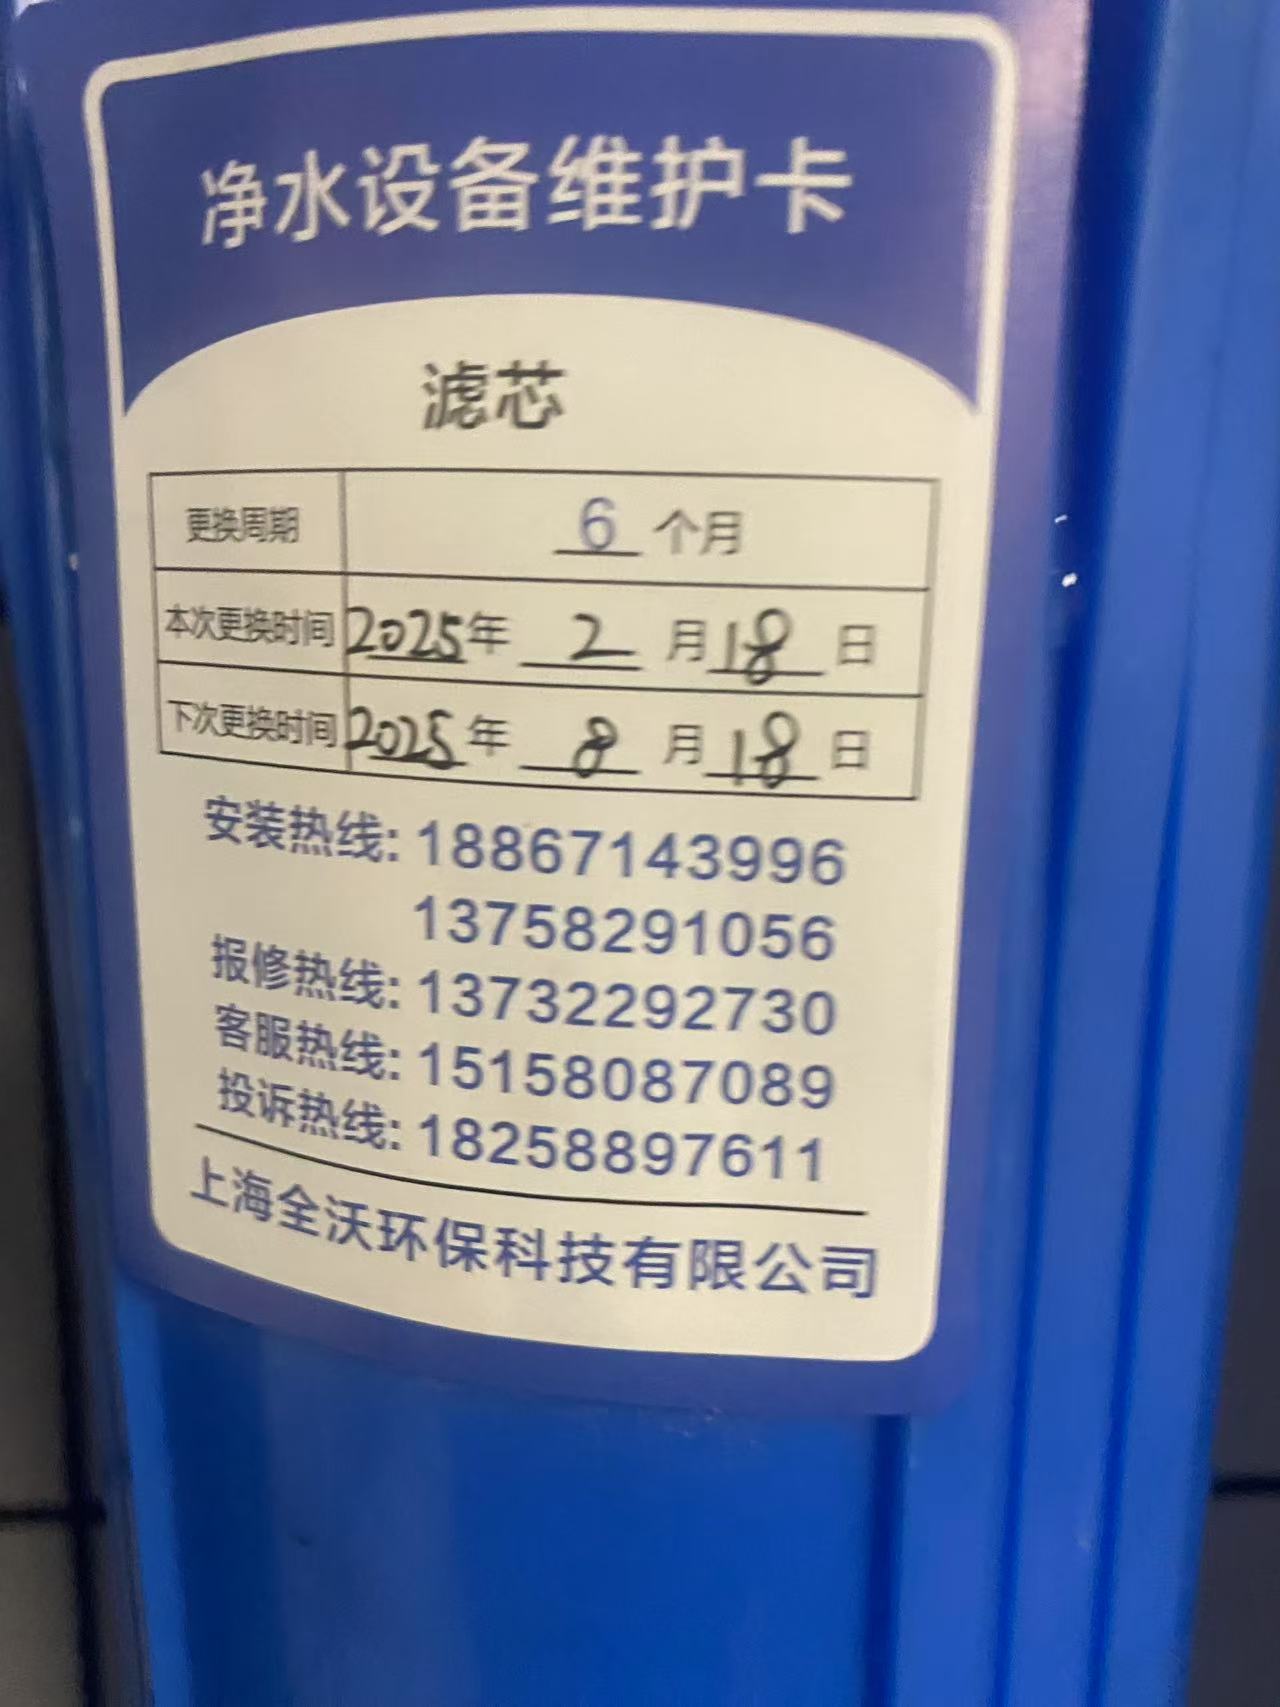 净水设备维护卡
滤芯
更换周期 6 个月
本次更换时间 2025年 2 月 18 日
下次更换时间 2025年 8 月 18 日
安装热线: 18867143996
13758291056
报修热线: 13732292730
客服热线: 15158087089
投诉热线: 18258897611
上海全沃环保科技有限公司